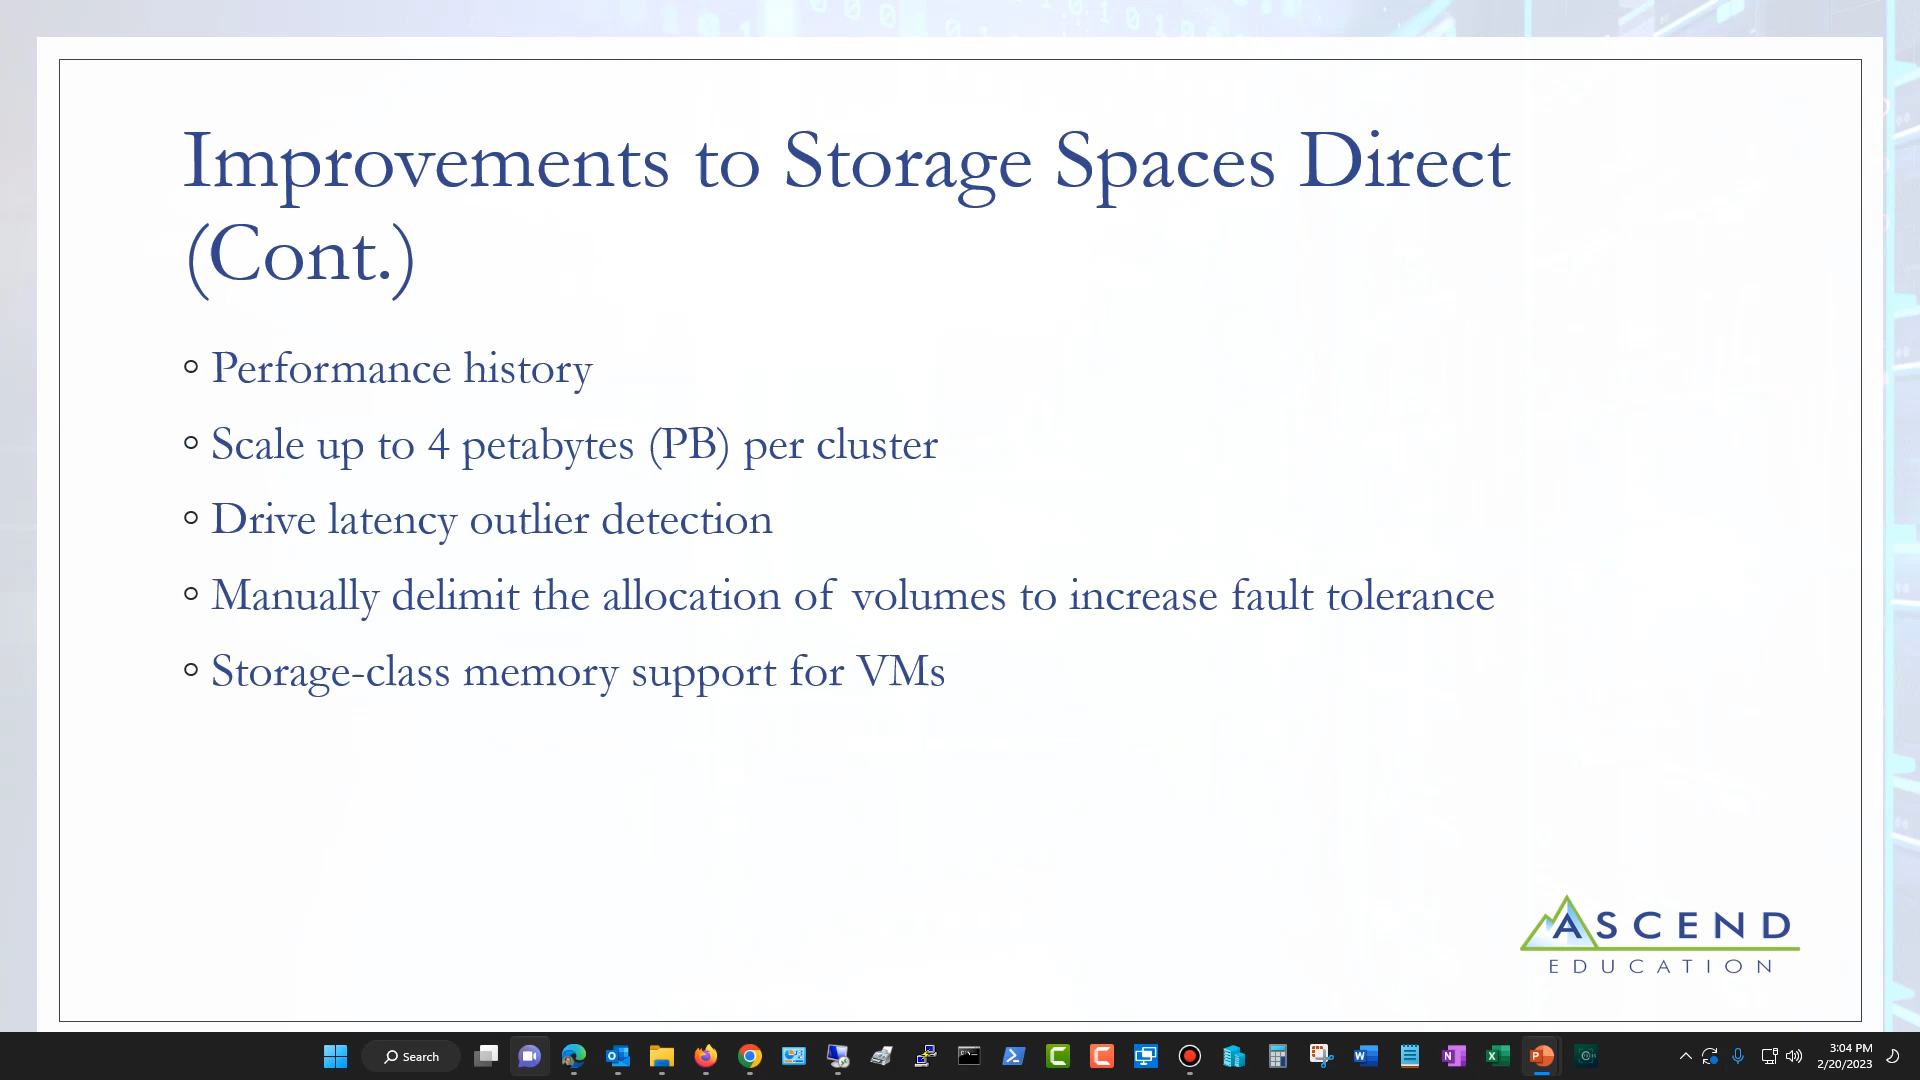 Improvements to Storage Spaces Direct
(Cont.)
Performance history
Scale up to 4 petabytes (PB) per cluster
Drive latency outlier detection
Manually delimit the allocation of volumes to increase fault tolerance
Storage-class memory support for VMs
ASCEND
EDUCATION
Search
3:04 PM
2/20/2023